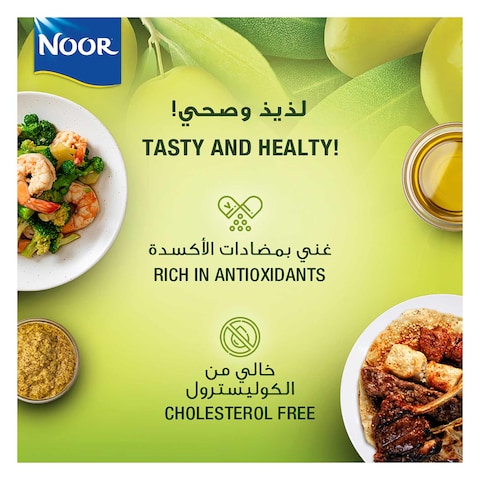 NOOR
لذيذ وصحي!
TASTY AND HEALTY!
غني بمضادات الأكسدة
RICH IN ANTIOXIDANTS
خالي من
الكوليسترول
CHOLESTEROL FREE